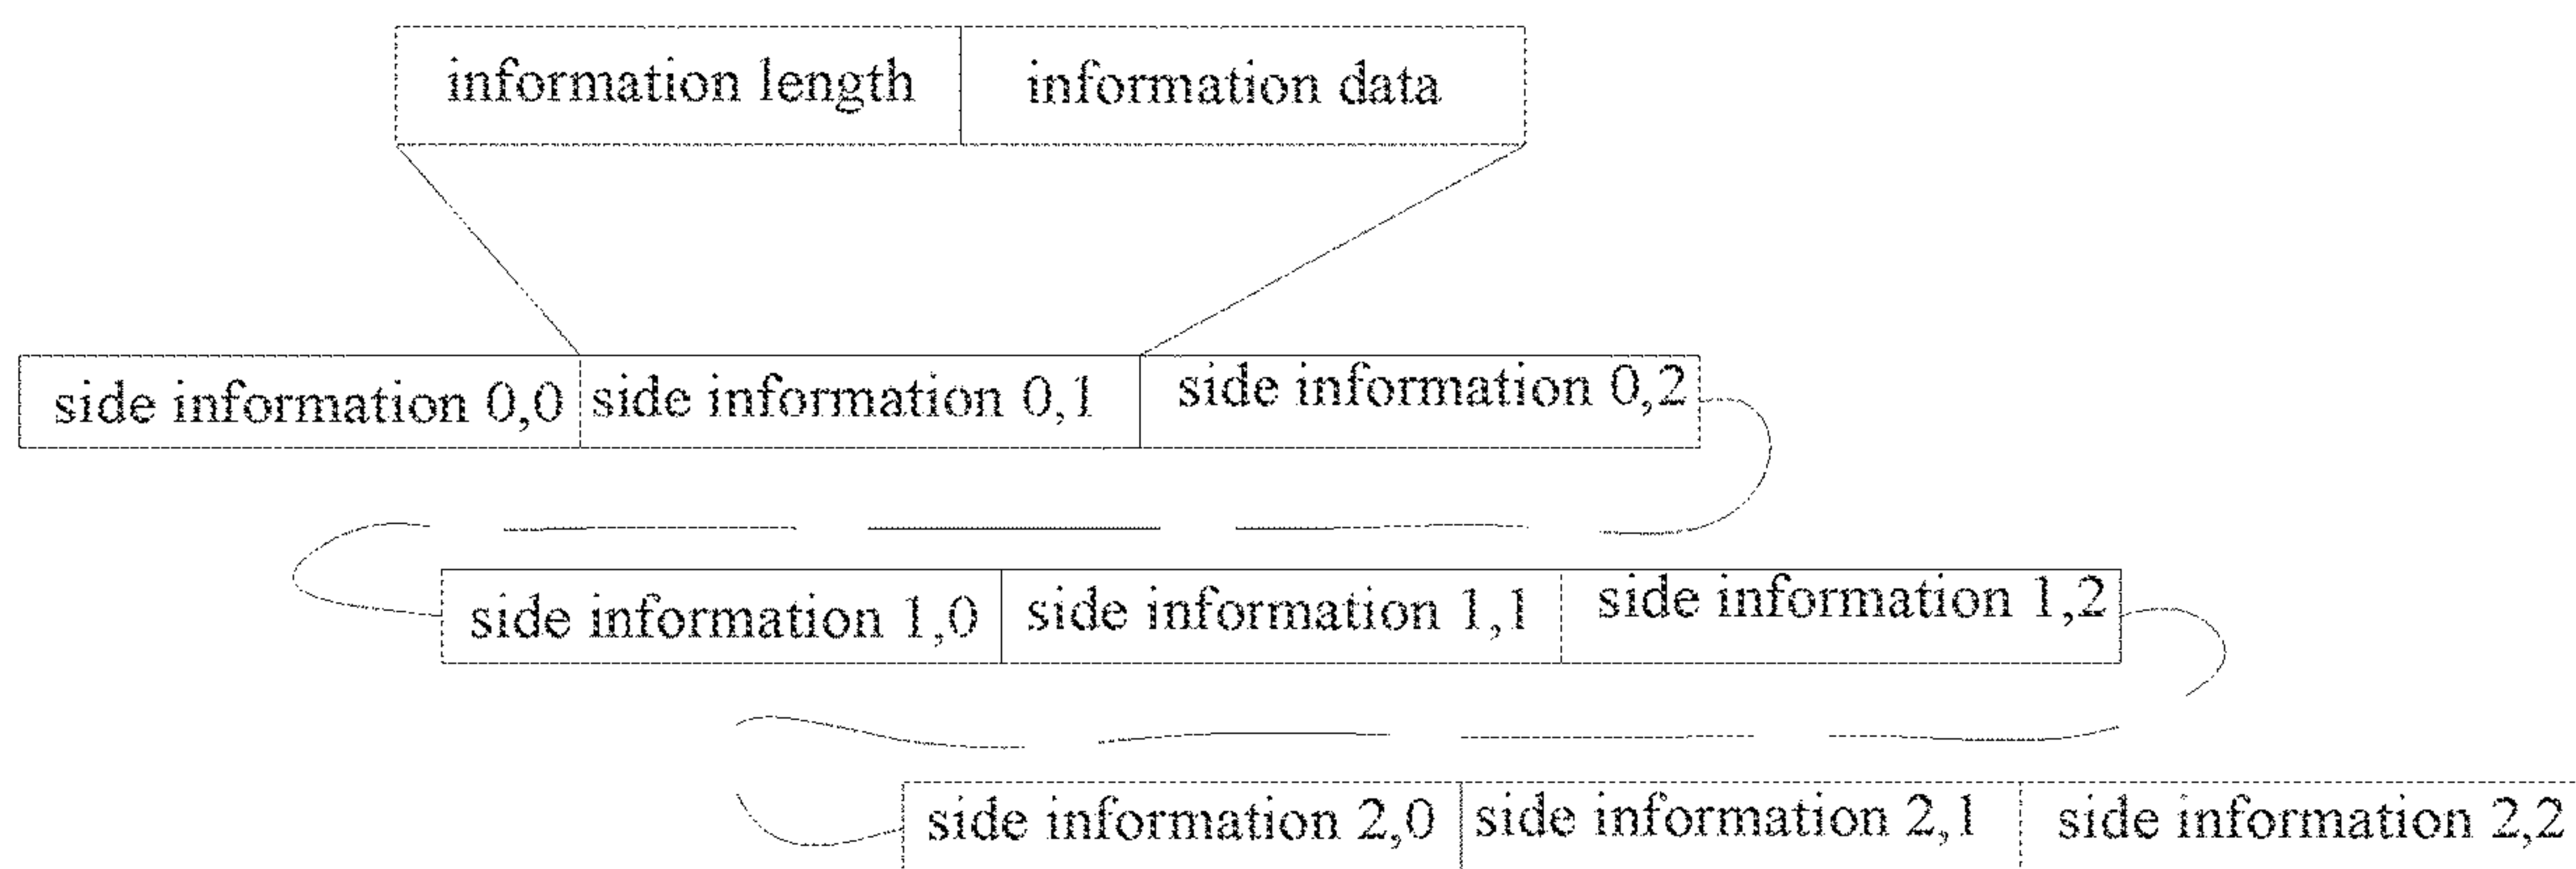 information length information data
side information 0,0 side information 0,1 side information 0,2
side information 1,0 side information 1,1 side information 1,2
side information 2,0 side information 2,1 side information 2,2